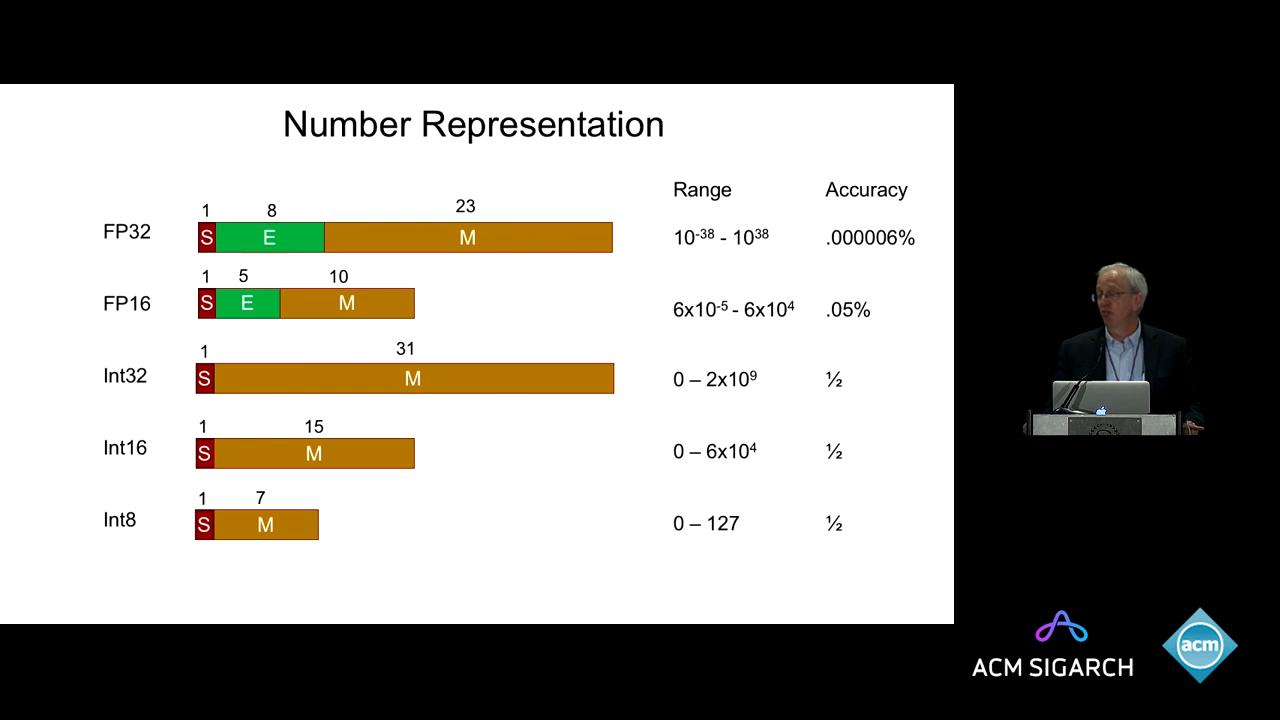 Number Representation
Range Accuracy
1 8 23
FP32 S E M 10-38 - 1038 .000006%
1 5 10
FP16 S E M 6x10-5 - 6x104 .05%
1 31
Int32 S M 0 – 2x109 ½
1 15
Int16 S M 0 – 6x104 ½
1 7
Int8 S M 0 – 127 ½
ACM SIGARCH
acm